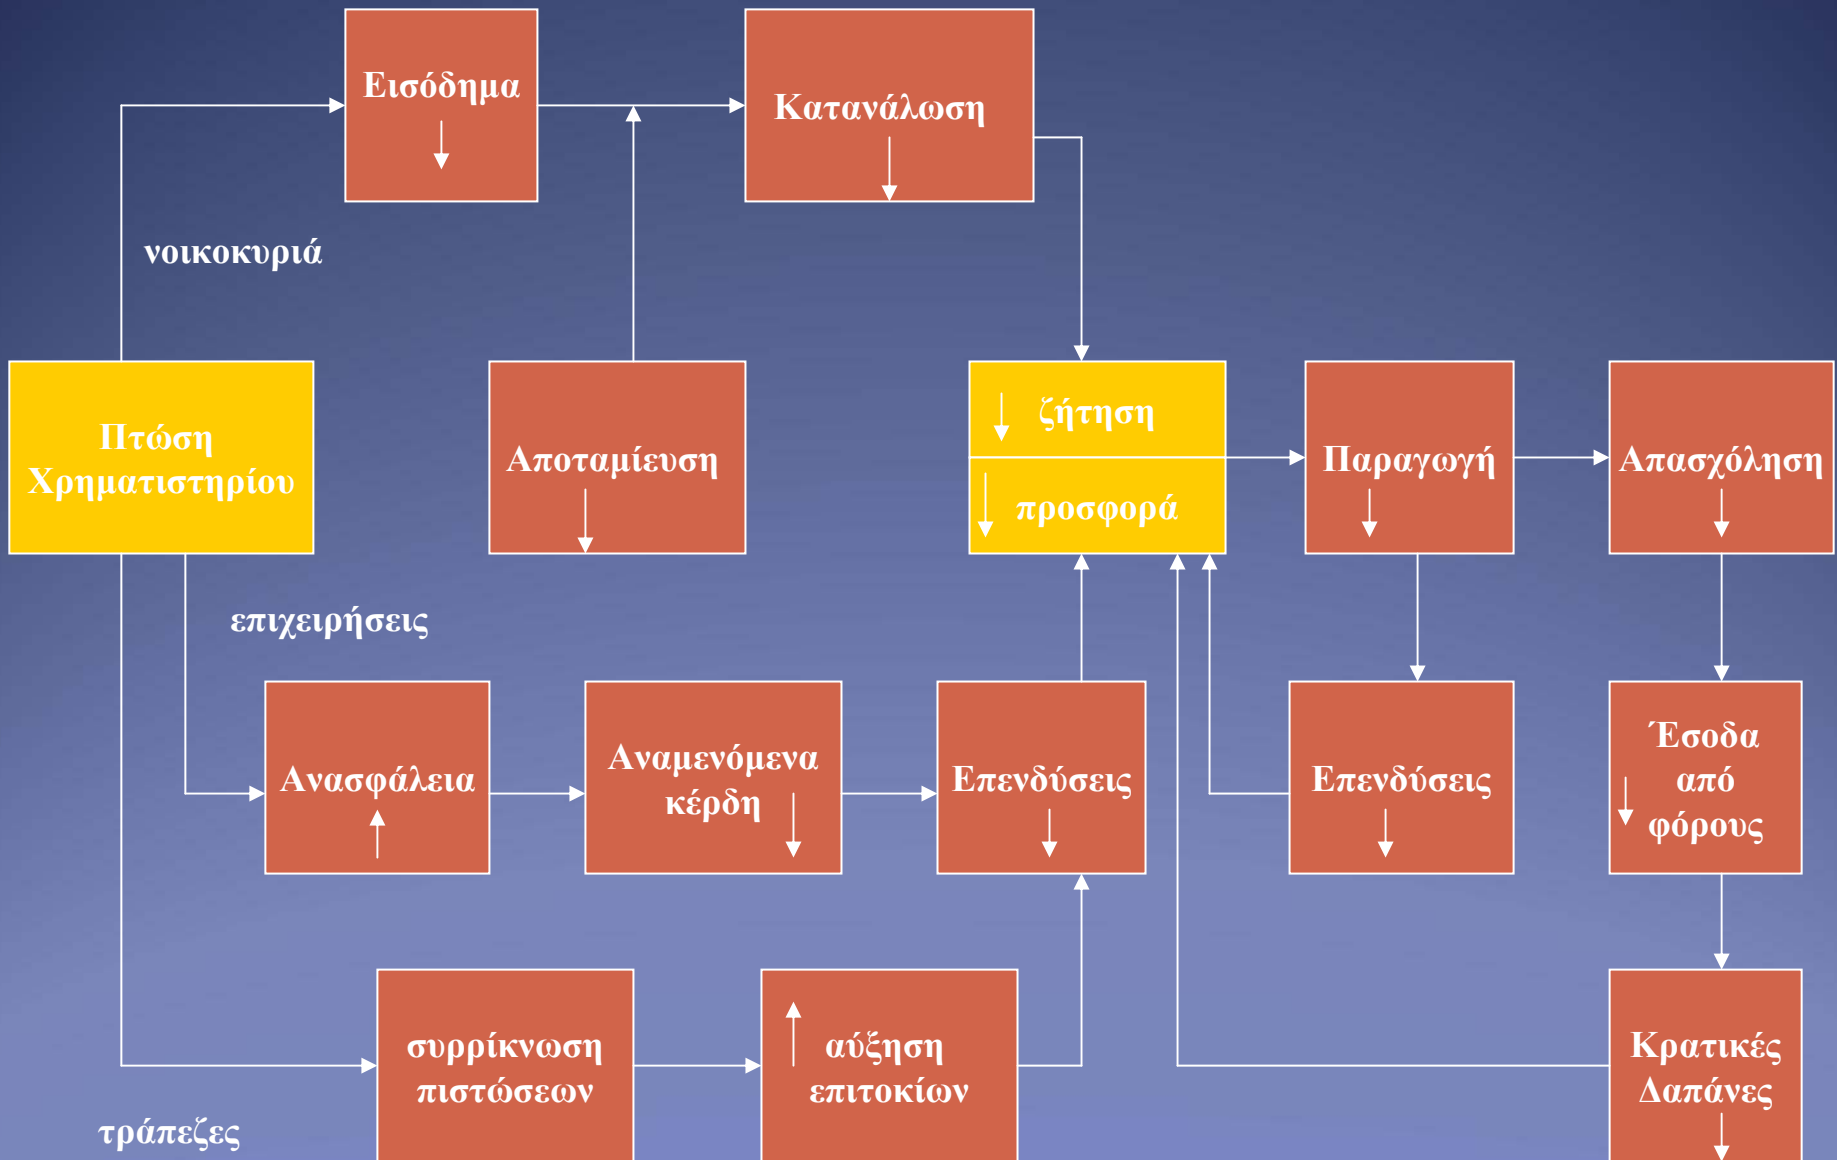 Εισόδημα
Κατανάλωση
νοικοκυριά
Πτώση
Χρηματιστηρίου
Αποταμίευση
ζήτηση
προσφορά
Παραγωγή
Απασχόληση
επιχειρήσεις
Ανασφάλεια
Αναμενόμενα
κέρδη
Επενδύσεις
Επενδύσεις
Έσοδα
από
φόρους
συρρίκνωση
πιστώσεων
αύξηση
επιτοκίων
Κρατικές
Δαπάνες
τράπεζες